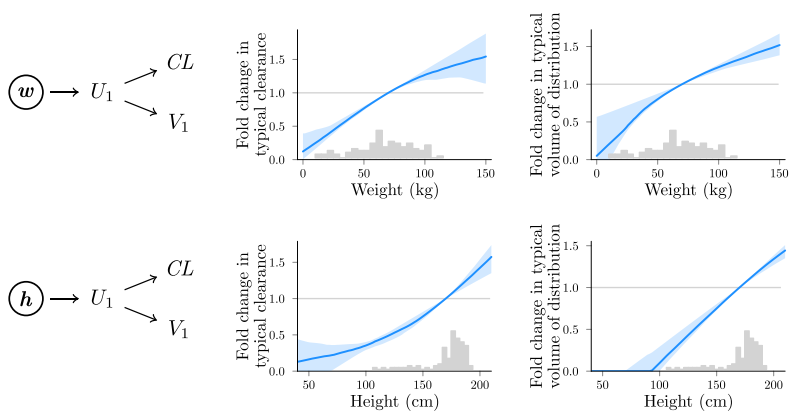 w → U₁ → CL
V₁
Fold change in
typical clearance
1.5
1.0
0.5
0.0
0 50 100 150
Weight (kg)
Fold change in typical
volume of distribution
1.5
1.0
0.5
0.0
0 50 100 150
Weight (kg)
h → U₁ → CL
V₁
Fold change in
typical clearance
1.5
1.0
0.5
0.0
50 100 150 200
Height (cm)
Fold change in typical
volume of distribution
1.5
1.0
0.5
0.0
50 100 150 200
Height (cm)